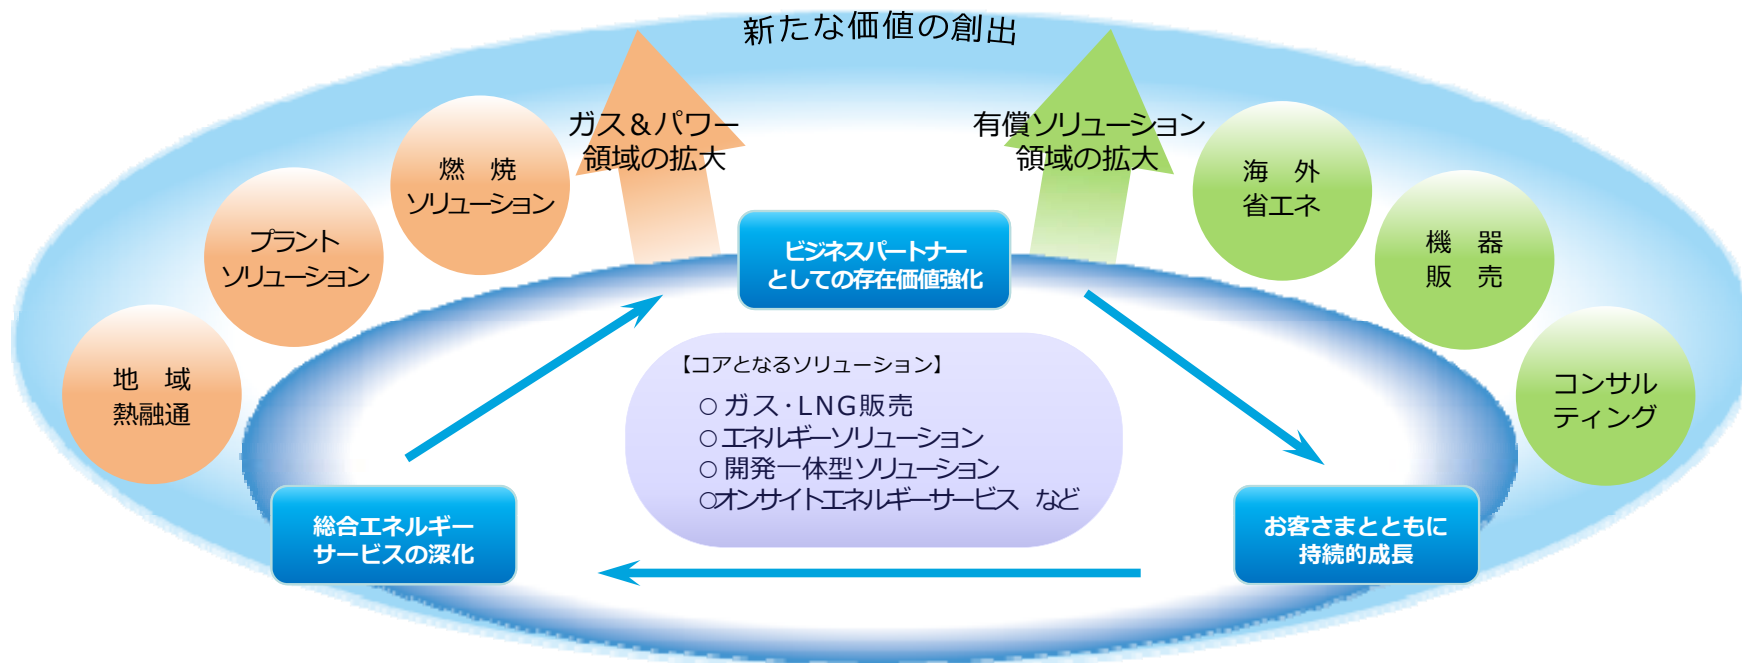 新たな価値の創出
ガス＆パワー
領域の拡大
有償ソリューション
領域の拡大
燃　焼
ソリューション
プラント
ソリューション
地　域
熱融通
海　外
省エネ
機　器
販　売
コンサル
ティング
ビジネスパートナー
としての存在価値強化
【コアとなるソリューション】
○ ガス・LNG販売
○ エネルギーソリューション
○ 開発一体型ソリューション
○オンサイトエネルギーサービス　など
総合エネルギー
サービスの深化
お客さまとともに
持続的成長